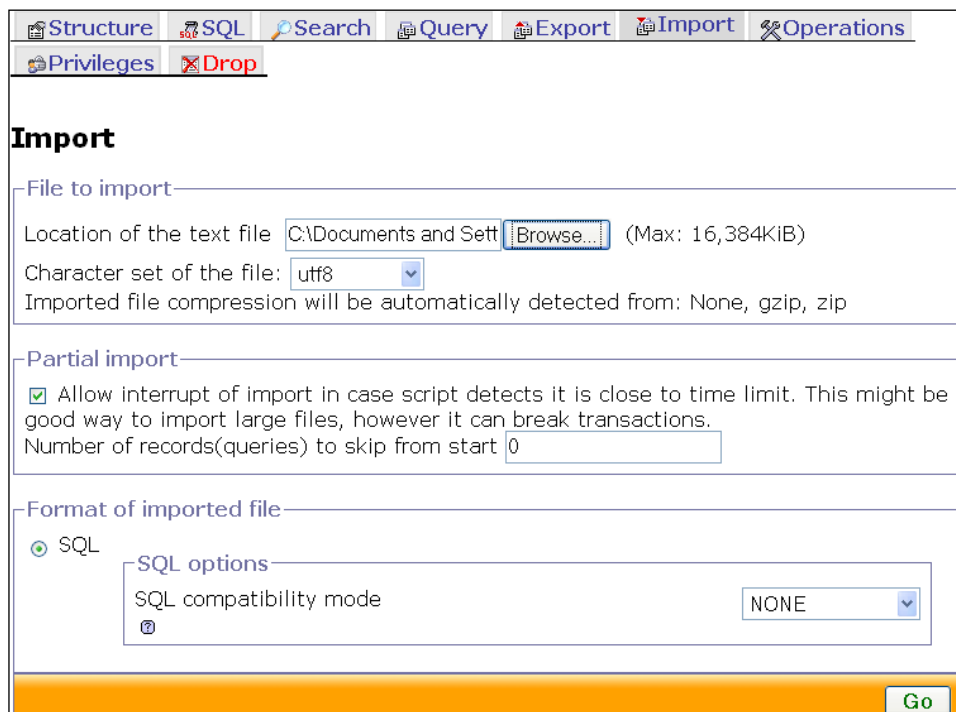 Structure SQL Search Query Export Import Operations
Privileges Drop
Import
File to import
Location of the text file C:\Documents and Sett Browse... (Max: 16,384KiB)
Character set of the file: utf8
Imported file compression will be automatically detected from: None, gzip, zip
Partial import
Allow interrupt of import in case script detects it is close to time limit. This might be
good way to import large files, however it can break transactions.
Number of records(queries) to skip from start 0
Format of imported file
SQL
SQL options
SQL compatibility mode NONE
?
Go